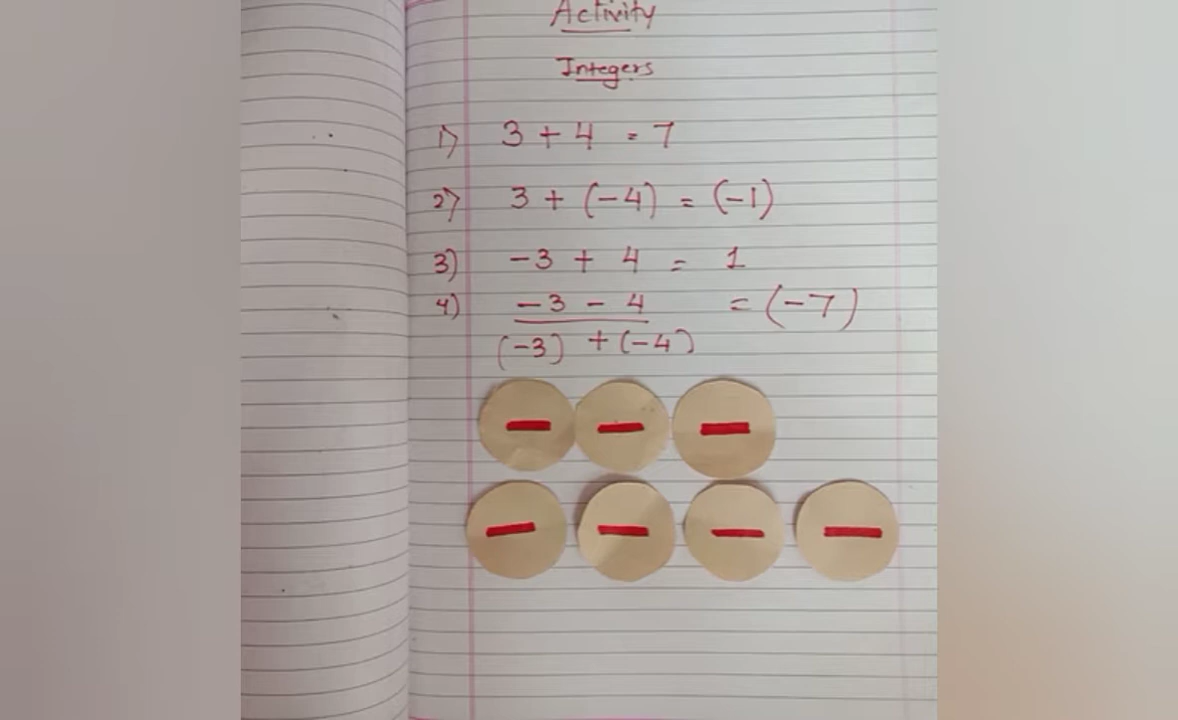 Activity
Integers
1) 3 + 4 = 7
2) 3 + (-4) = (-1)
3) -3 + 4 = 1
4) -3 - 4 = (-7)
(-3) + (-4)
- - -
- - - -